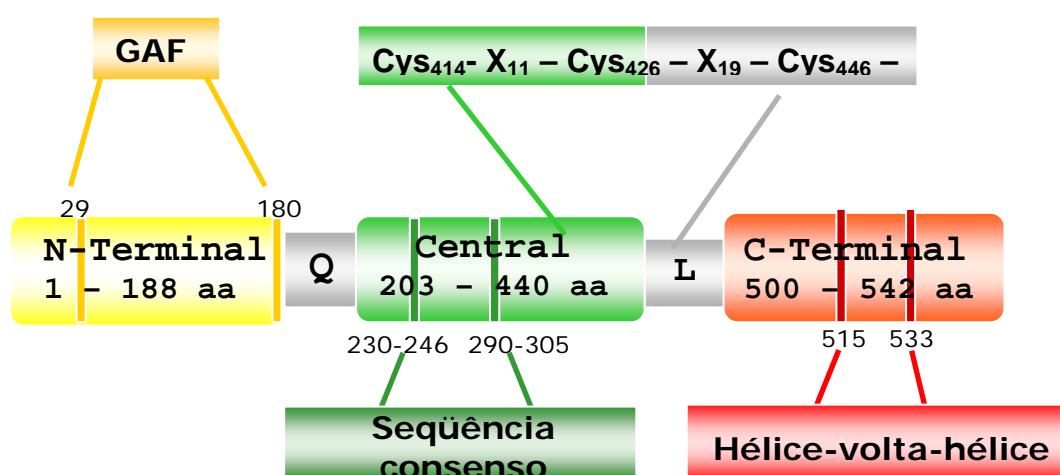 GAF
Cys₄₁₄- X₁₁ – Cys₄₂₆ – X₁₉ – Cys₄₄₆ –
29
180
N-Terminal
1 – 188 aa
Q
Central
203 – 440 aa
L
C-Terminal
500 – 542 aa
230-246
290-305
515
533
Seqüência
consenso
Hélice-volta-hélice